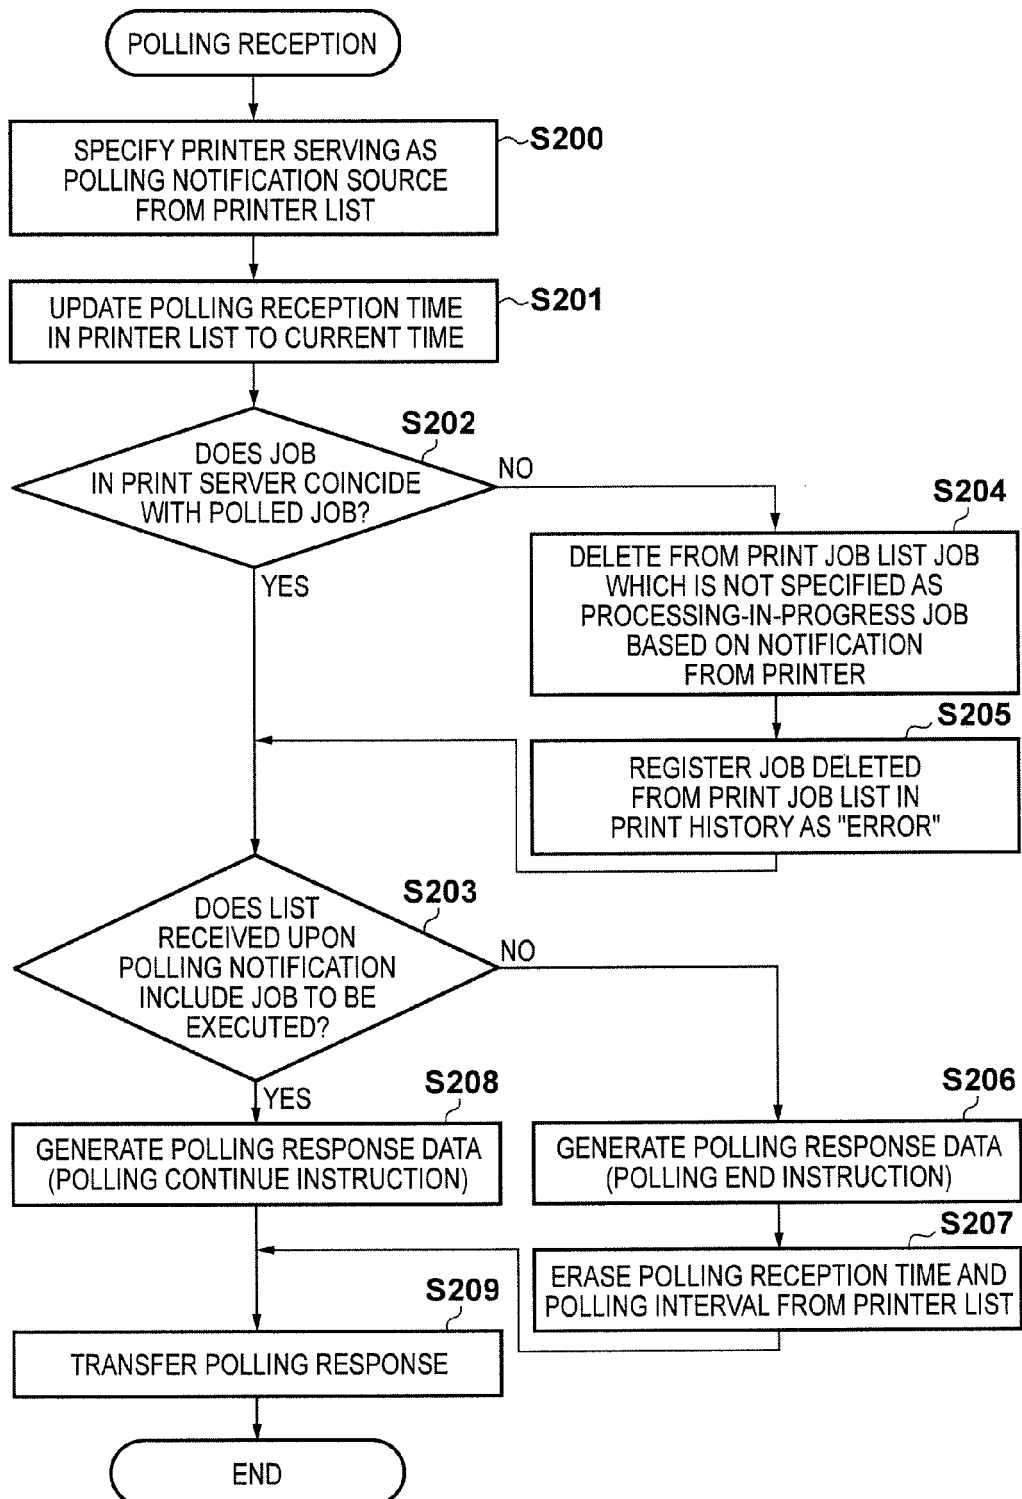 POLLING RECEPTION
S200
SPECIFY PRINTER SERVING AS
POLLING NOTIFICATION SOURCE
FROM PRINTER LIST
S201
UPDATE POLLING RECEPTION TIME
IN PRINTER LIST TO CURRENT TIME
S202
DOES JOB
IN PRINT SERVER COINCIDE
WITH POLLED JOB?
NO
YES
S204
DELETE FROM PRINT JOB LIST JOB
WHICH IS NOT SPECIFIED AS
PROCESSING-IN-PROGRESS JOB
BASED ON NOTIFICATION
FROM PRINTER
S205
REGISTER JOB DELETED
FROM PRINT JOB LIST IN
PRINT HISTORY AS "ERROR"
S203
DOES LIST
RECEIVED UPON
POLLING NOTIFICATION
INCLUDE JOB TO BE
EXECUTED?
NO
YES
S208
GENERATE POLLING RESPONSE DATA
(POLLING CONTINUE INSTRUCTION)
S206
GENERATE POLLING RESPONSE DATA
(POLLING END INSTRUCTION)
S207
ERASE POLLING RECEPTION TIME AND
POLLING INTERVAL FROM PRINTER LIST
S209
TRANSFER POLLING RESPONSE
END